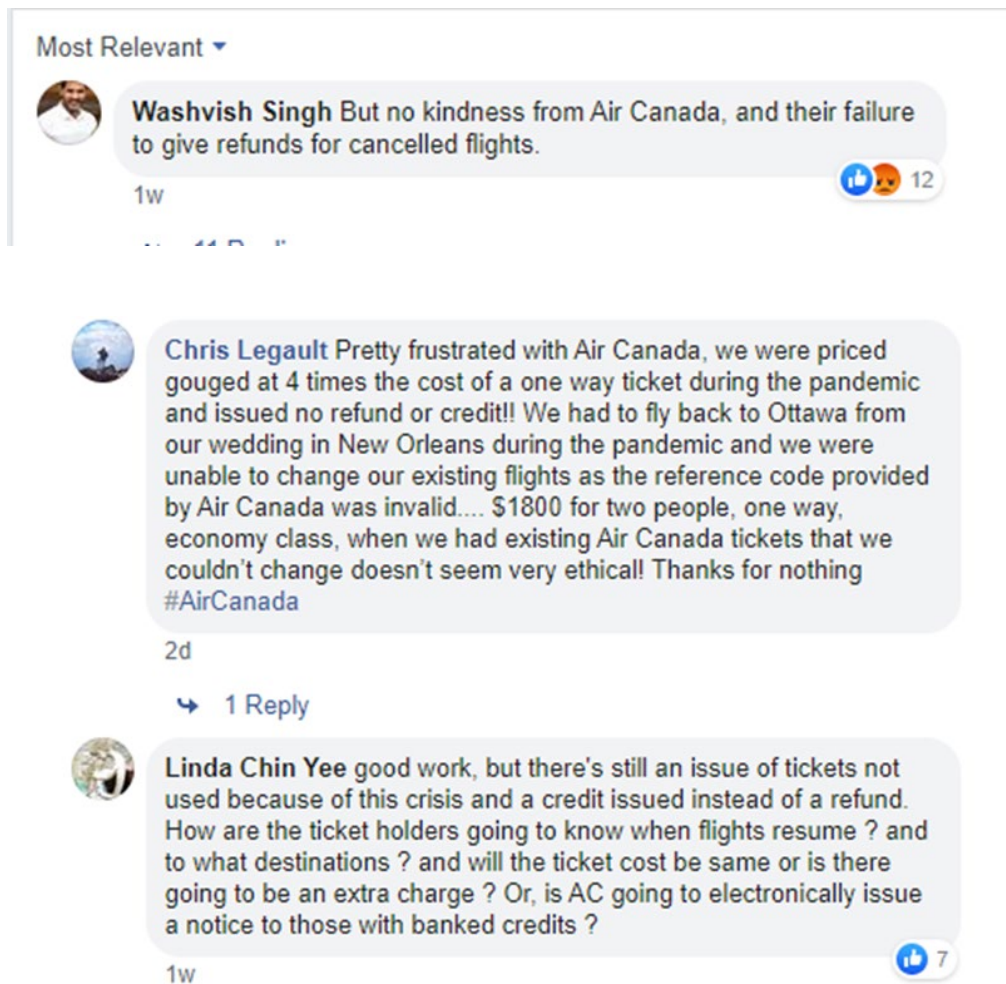 Most Relevant
Washvish Singh But no kindness from Air Canada, and their failure
to give refunds for cancelled flights.
12
1w
Chris Legault Pretty frustrated with Air Canada, we were priced
gouged at 4 times the cost of a one way ticket during the pandemic
and issued no refund or credit!! We had to fly back to Ottawa from
our wedding in New Orleans during the pandemic and we were
unable to change our existing flights as the reference code provided
by Air Canada was invalid.... $1800 for two people, one way,
economy class, when we had existing Air Canada tickets that we
couldn't change doesn't seem very ethical! Thanks for nothing
#AirCanada
2d
1 Reply
Linda Chin Yee good work, but there's still an issue of tickets not
used because of this crisis and a credit issued instead of a refund.
How are the ticket holders going to know when flights resume ? and
to what destinations ? and will the ticket cost be same or is there
going to be an extra charge ? Or, is AC going to electronically issue
a notice to those with banked credits ?
7
1w